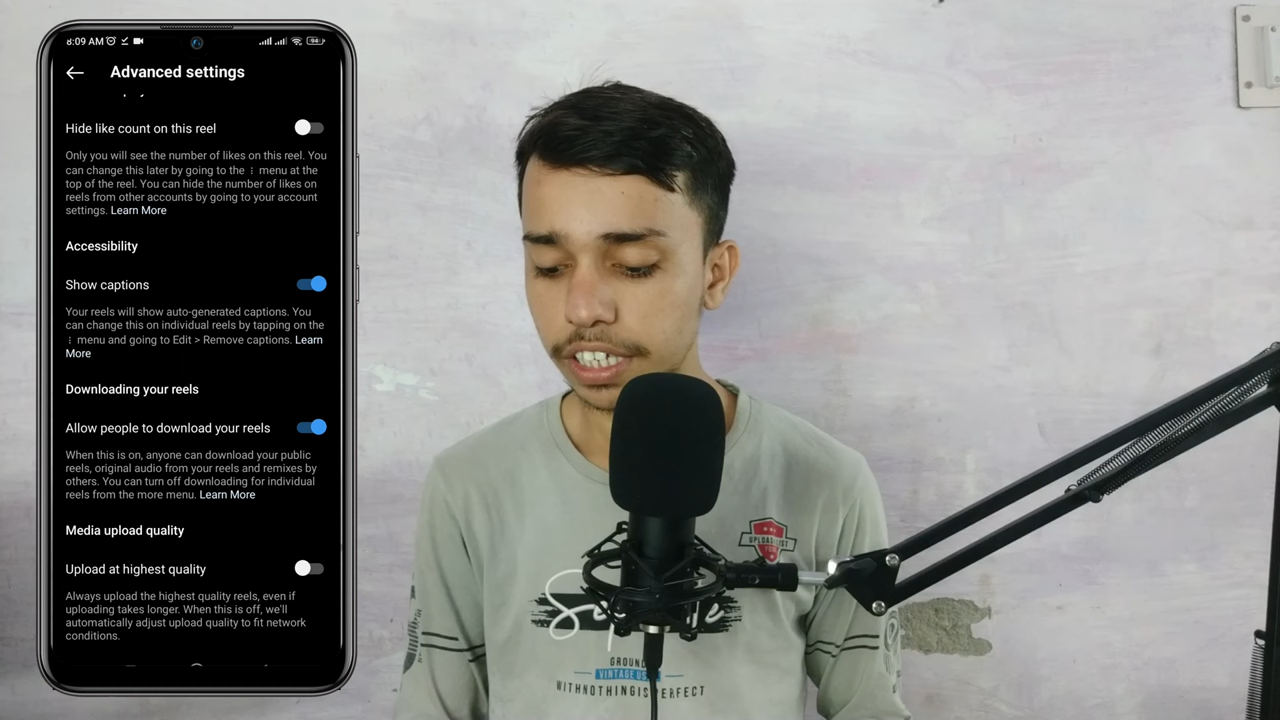 8:09 AM
94
Advanced settings
Hide like count on this reel
Only you will see the number of likes on this reel. You
can change this later by going to the ⋮ menu at the
top of the reel. You can hide the number of likes on
reels from other accounts by going to your account
settings. Learn More
Accessibility
Show captions
Your reels will show auto-generated captions. You
can change this on individual reels by tapping on the
⋮ menu and going to Edit > Remove captions. Learn
More
Downloading your reels
Allow people to download your reels
When this is on, anyone can download your public
reels, original audio from your reels and remixes by
others. You can turn off downloading for individual
reels from the more menu. Learn More
Media upload quality
Upload at highest quality
Always upload the highest quality reels, even if
uploading takes longer. When this is off, we'll
automatically adjust upload quality to fit network
conditions.
GROUND
VINTAGE
WITHNOTHINGIS PERFECT